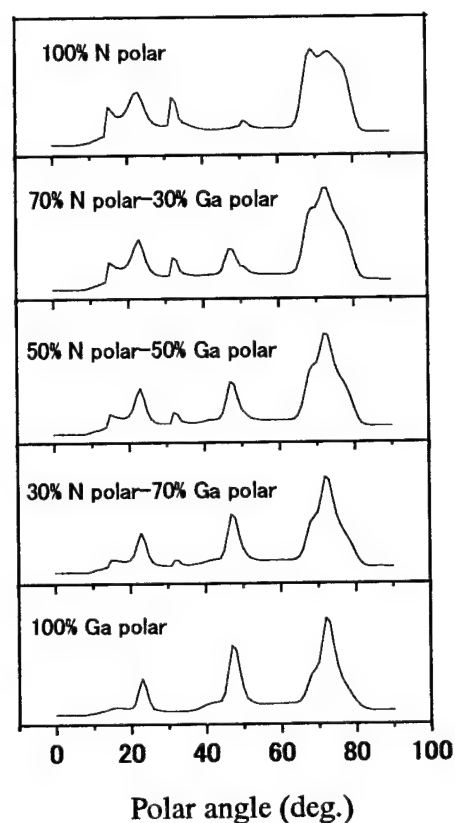 100% N polar
70% N polar-30% Ga polar
50% N polar-50% Ga polar
30% N polar-70% Ga polar
100% Ga polar
0 20 40 60 80 100
Polar angle (deg.)